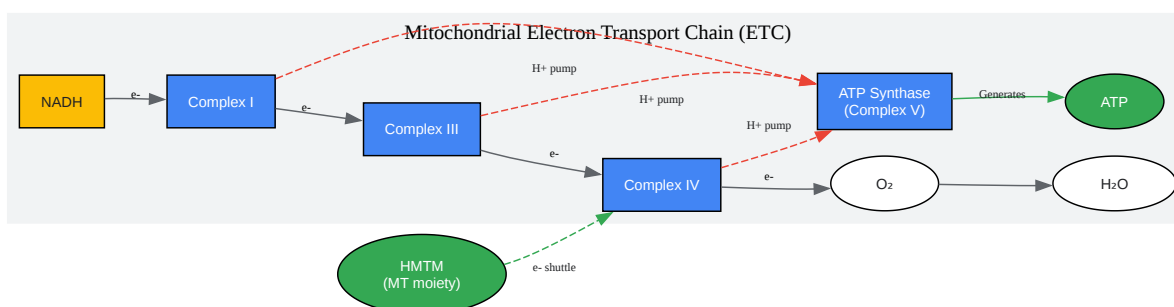 Mitochondrial Electron Transport Chain (ETC)
NADH
e-
Complex I
e-
H+ pump
Complex III
H+ pump
e-
Complex IV
H+ pump
e-
ATP Synthase
(Complex V)
Generates
ATP
O₂
H₂O
HMTM
(MT moiety)
e- shuttle